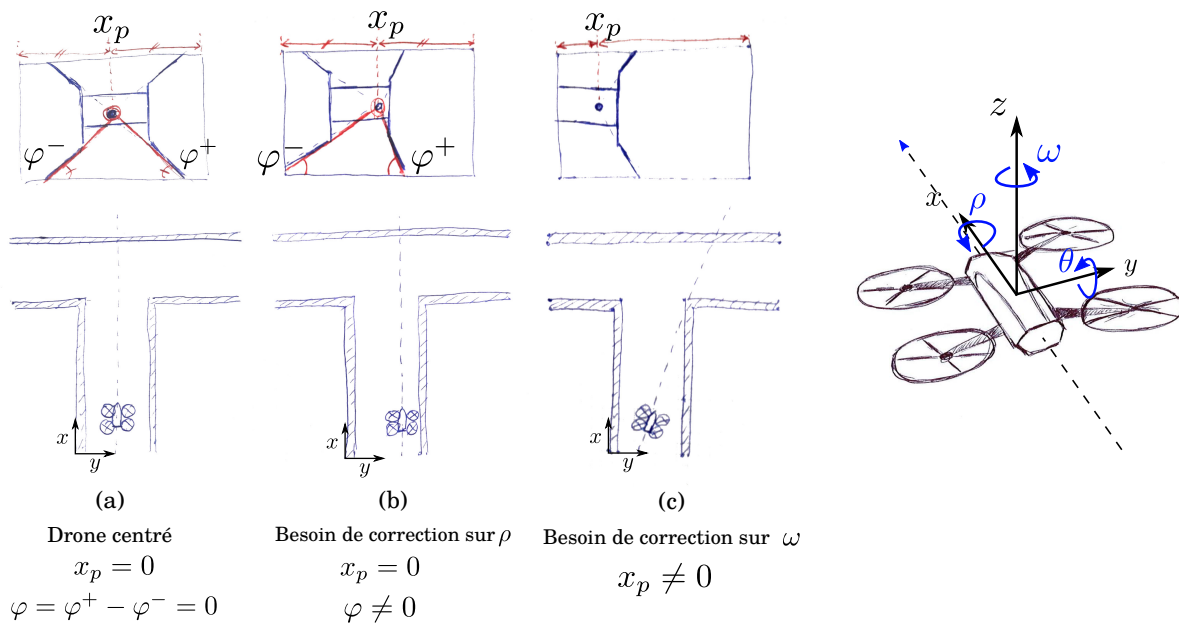 x_p
x_p
x_p
φ⁻
φ⁺
φ⁻
φ⁺
z
ω
x
ρ
θ
y
x
y
x
y
x
y
(a)
(b)
(c)
Drone centré
x_p = 0
φ = φ⁺ − φ⁻ = 0
Besoin de correction sur ρ
x_p = 0
φ ≠ 0
Besoin de correction sur ω
x_p ≠ 0